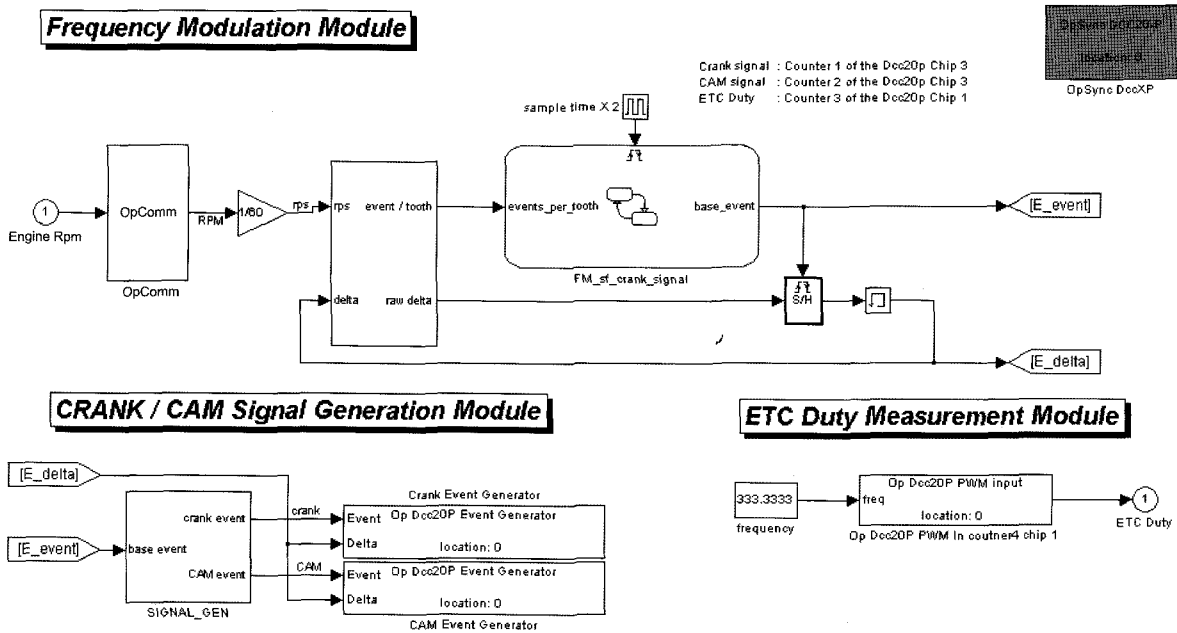 Frequency Modulation Module
Crank signal : Counter 1 of the Dcc20p Chip 3
CAM signal : Counter 2 of the Dcc20p Chip 3
ETC Duty : Counter 3 of the Dcc20p Chip 1
location: 0
OpSync DccXP
sample time X 2
1
Engine Rpm
OpComm
OpComm
RPM
1/60
rps
rps
event / tooth
delta
raw delta
events_per_tooth
base_event
FM_sf_crank_signal
S/H
[E_event]
[E_delta]
CRANK / CAM Signal Generation Module
[E_delta]
[E_event]
base event
crank event
CAM event
SIGNAL_GEN
crank
CAM
Crank Event Generator
Event
Op Dcc20P Event Generator
Delta
location: 0
Event
Op Dcc20P Event Generator
Delta
location: 0
CAM Event Generator
ETC Duty Measurement Module
333.3333
frequency
Op Dcc20P PWM input
freq
location: 0
Op Dcc20P PWM In coutner4 chip 1
1
ETC Duty